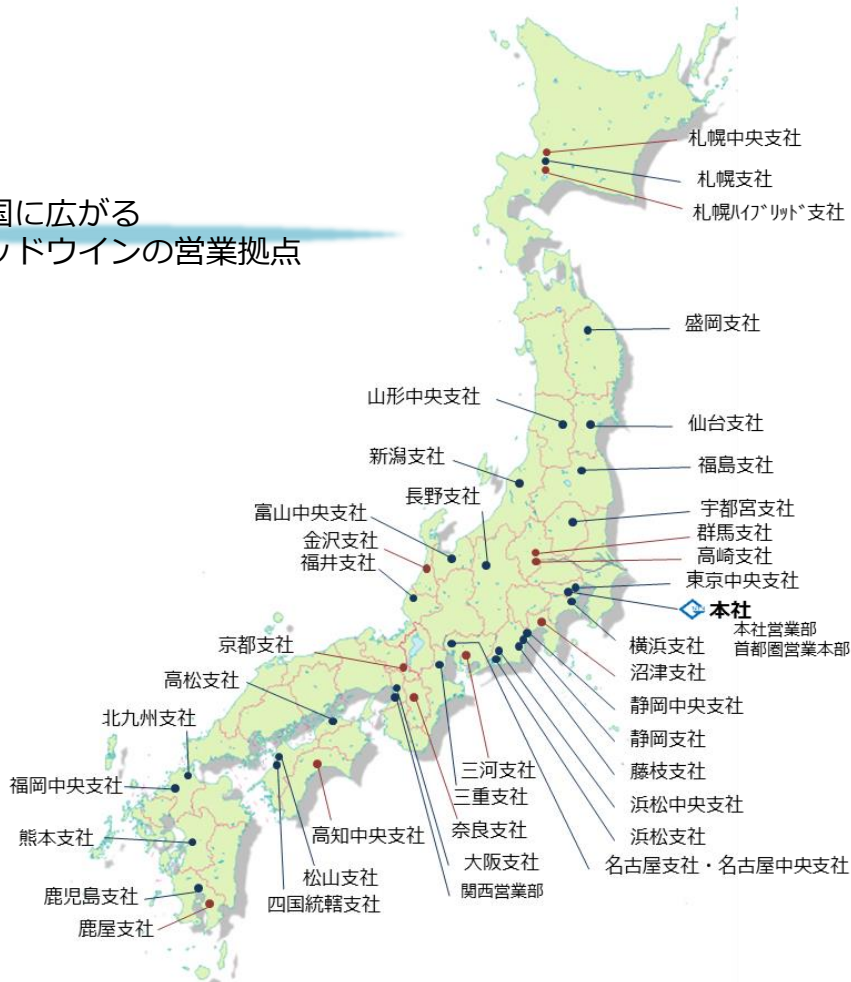 国に広がる
ッドウインの営業拠点
札幌中央支社
札幌支社
札幌ﾊｲﾌﾞﾘｯﾄﾞ支社
盛岡支社
山形中央支社
仙台支社
新潟支社
福島支社
長野支社
富山中央支社
宇都宮支社
金沢支社
群馬支社
福井支社
高崎支社
東京中央支社
本社
本社営業部
首都圏営業本部
横浜支社
京都支社
沼津支社
高松支社
静岡中央支社
北九州支社
静岡支社
三河支社
藤枝支社
福岡中央支社
三重支社
浜松中央支社
熊本支社
高知中央支社
奈良支社
浜松支社
大阪支社
名古屋支社・名古屋中央支社
松山支社
関西営業部
鹿児島支社
四国統轄支社
鹿屋支社